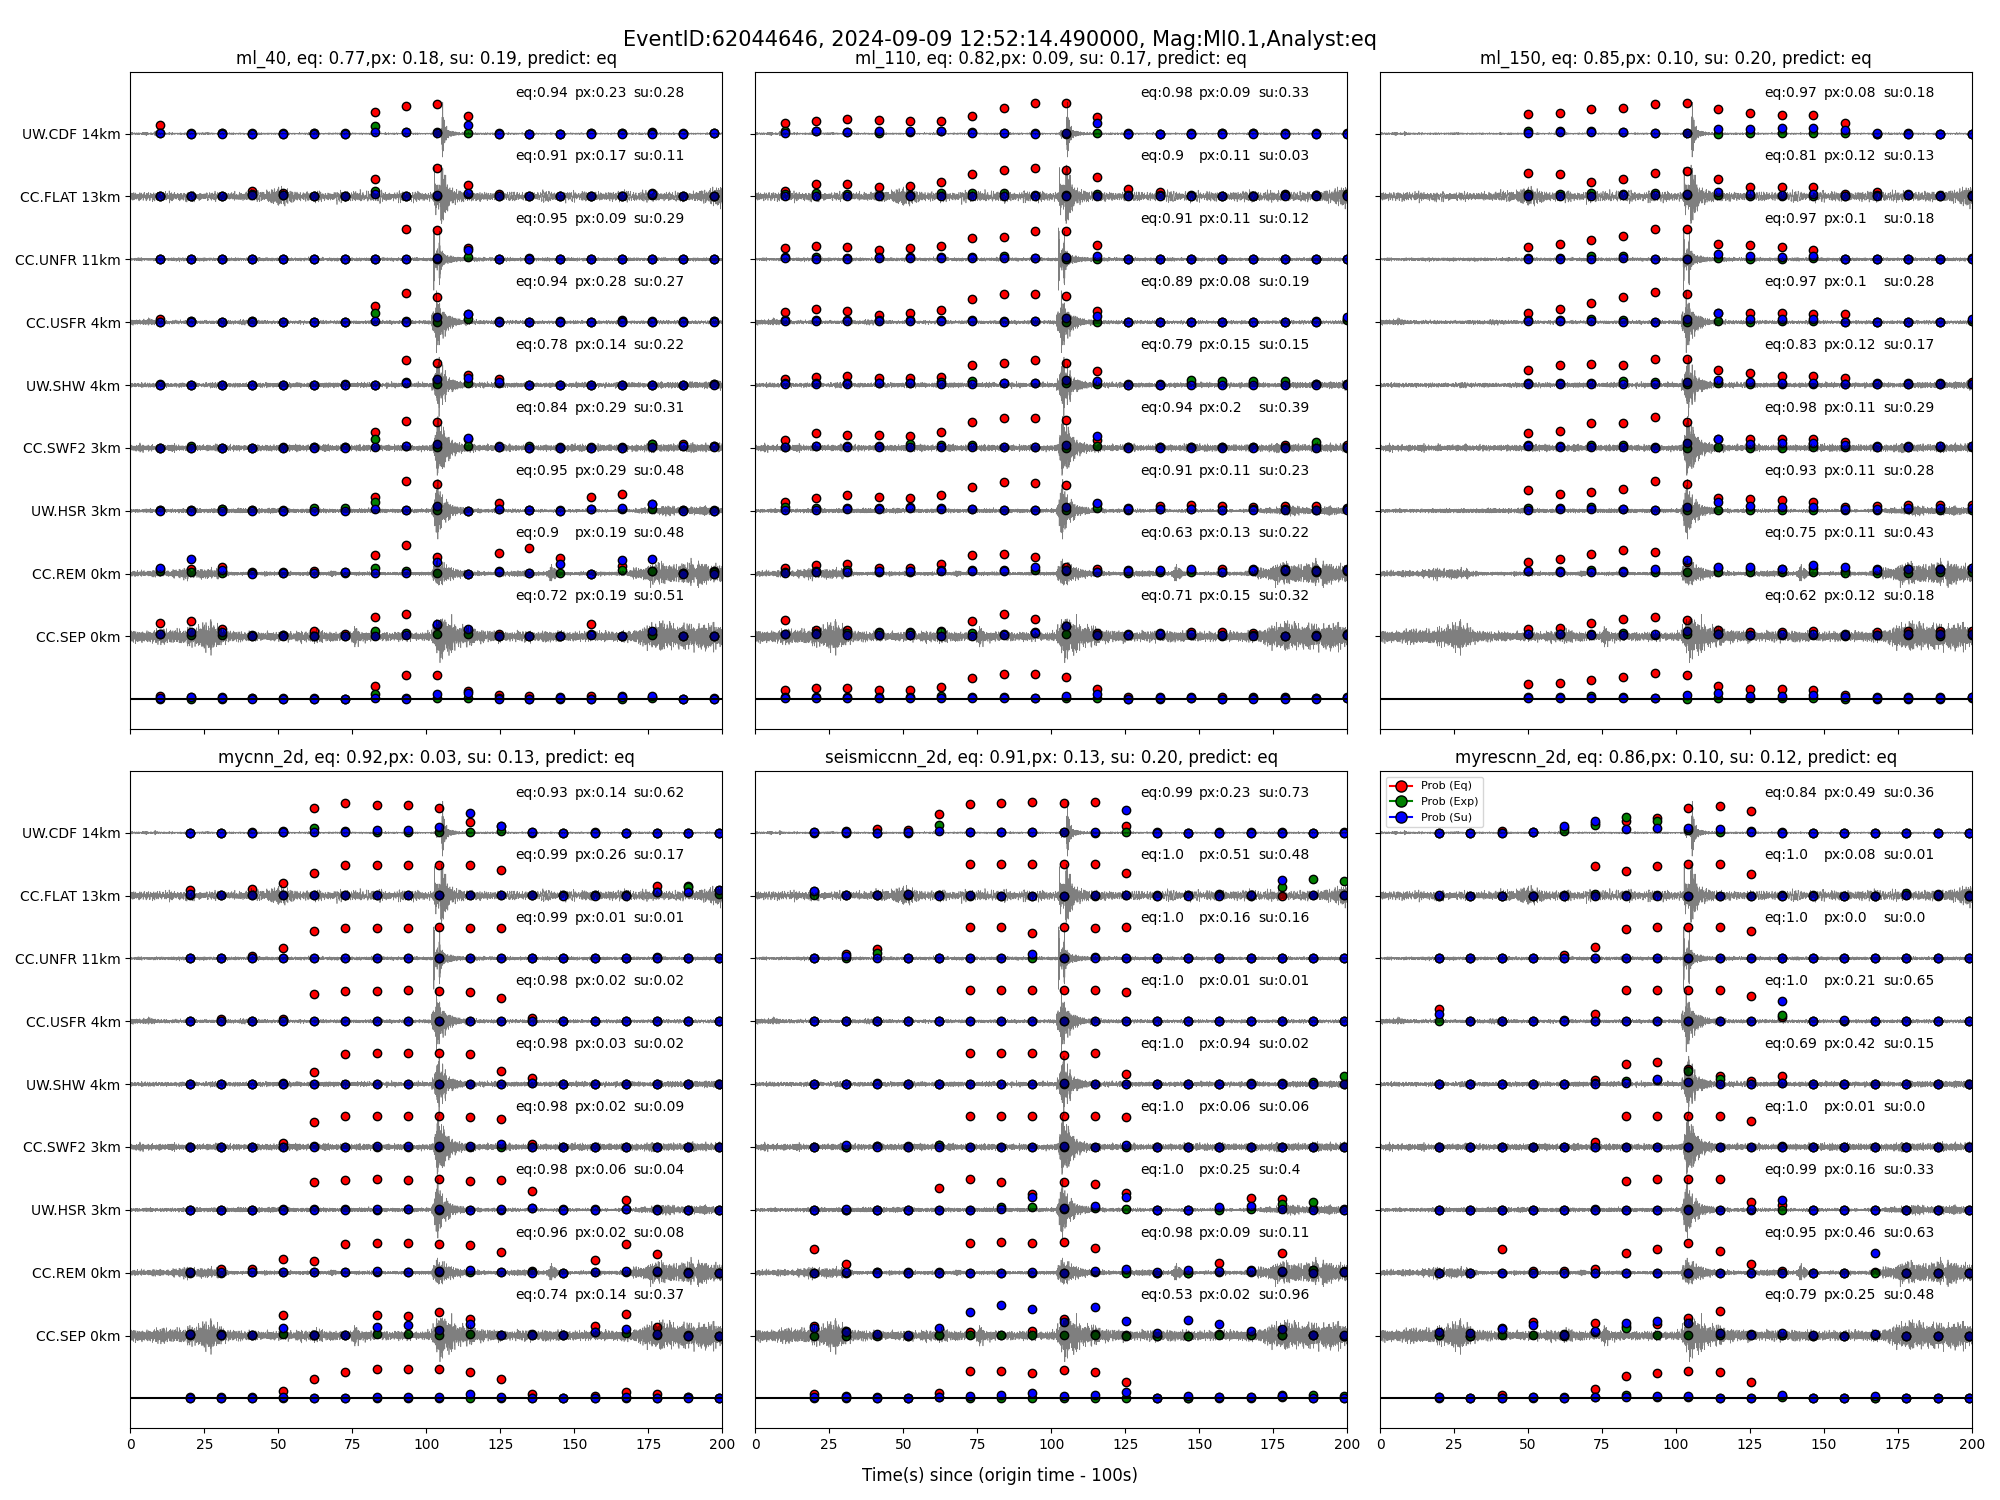 EventID:62044646, 2024-09-09 12:52:14.490000, Mag:Ml0.1,Analyst:eq
ml_40, eq: 0.77,px: 0.18, su: 0.19, predict: eq
UW.CDF 14km
eq:0.94 px:0.23 su:0.28
CC.FLAT 13km
eq:0.91 px:0.17 su:0.11
CC.UNFR 11km
eq:0.95 px:0.09 su:0.29
CC.USFR 4km
eq:0.94 px:0.28 su:0.27
UW.SHW 4km
eq:0.78 px:0.14 su:0.22
CC.SWF2 3km
eq:0.84 px:0.29 su:0.31
UW.HSR 3km
eq:0.95 px:0.29 su:0.48
CC.REM 0km
eq:0.9 px:0.19 su:0.48
CC.SEP 0km
eq:0.72 px:0.19 su:0.51
ml_110, eq: 0.82,px: 0.09, su: 0.17, predict: eq
eq:0.98 px:0.09 su:0.33
eq:0.9 px:0.11 su:0.03
eq:0.91 px:0.11 su:0.12
eq:0.89 px:0.08 su:0.19
eq:0.79 px:0.15 su:0.15
eq:0.94 px:0.2 su:0.39
eq:0.91 px:0.11 su:0.23
eq:0.63 px:0.13 su:0.22
eq:0.71 px:0.15 su:0.32
ml_150, eq: 0.85,px: 0.10, su: 0.20, predict: eq
eq:0.97 px:0.08 su:0.18
eq:0.81 px:0.12 su:0.13
eq:0.97 px:0.1 su:0.18
eq:0.97 px:0.1 su:0.28
eq:0.83 px:0.12 su:0.17
eq:0.98 px:0.11 su:0.29
eq:0.93 px:0.11 su:0.28
eq:0.75 px:0.11 su:0.43
eq:0.62 px:0.12 su:0.18
mycnn_2d, eq: 0.92,px: 0.03, su: 0.13, predict: eq
UW.CDF 14km
eq:0.93 px:0.14 su:0.62
CC.FLAT 13km
eq:0.99 px:0.26 su:0.17
CC.UNFR 11km
eq:0.99 px:0.01 su:0.01
CC.USFR 4km
eq:0.98 px:0.02 su:0.02
UW.SHW 4km
eq:0.98 px:0.03 su:0.02
CC.SWF2 3km
eq:0.98 px:0.02 su:0.09
UW.HSR 3km
eq:0.98 px:0.06 su:0.04
CC.REM 0km
eq:0.96 px:0.02 su:0.08
CC.SEP 0km
eq:0.74 px:0.14 su:0.37
0 25 50 75 100 125 150 175 200
seismiccnn_2d, eq: 0.91,px: 0.13, su: 0.20, predict: eq
eq:0.99 px:0.23 su:0.73
eq:1.0 px:0.51 su:0.48
eq:1.0 px:0.16 su:0.16
eq:1.0 px:0.01 su:0.01
eq:1.0 px:0.94 su:0.02
eq:1.0 px:0.06 su:0.06
eq:1.0 px:0.25 su:0.4
eq:0.98 px:0.09 su:0.11
eq:0.53 px:0.02 su:0.96
0 25 50 75 100 125 150 175 200
myrescnn_2d, eq: 0.86,px: 0.10, su: 0.12, predict: eq
Prob (Eq)
Prob (Exp)
Prob (Su)
eq:0.84 px:0.49 su:0.36
eq:1.0 px:0.08 su:0.01
eq:1.0 px:0.0 su:0.0
eq:1.0 px:0.21 su:0.65
eq:0.69 px:0.42 su:0.15
eq:1.0 px:0.01 su:0.0
eq:0.99 px:0.16 su:0.33
eq:0.95 px:0.46 su:0.63
eq:0.79 px:0.25 su:0.48
0 25 50 75 100 125 150 175 200
Time(s) since (origin time - 100s)